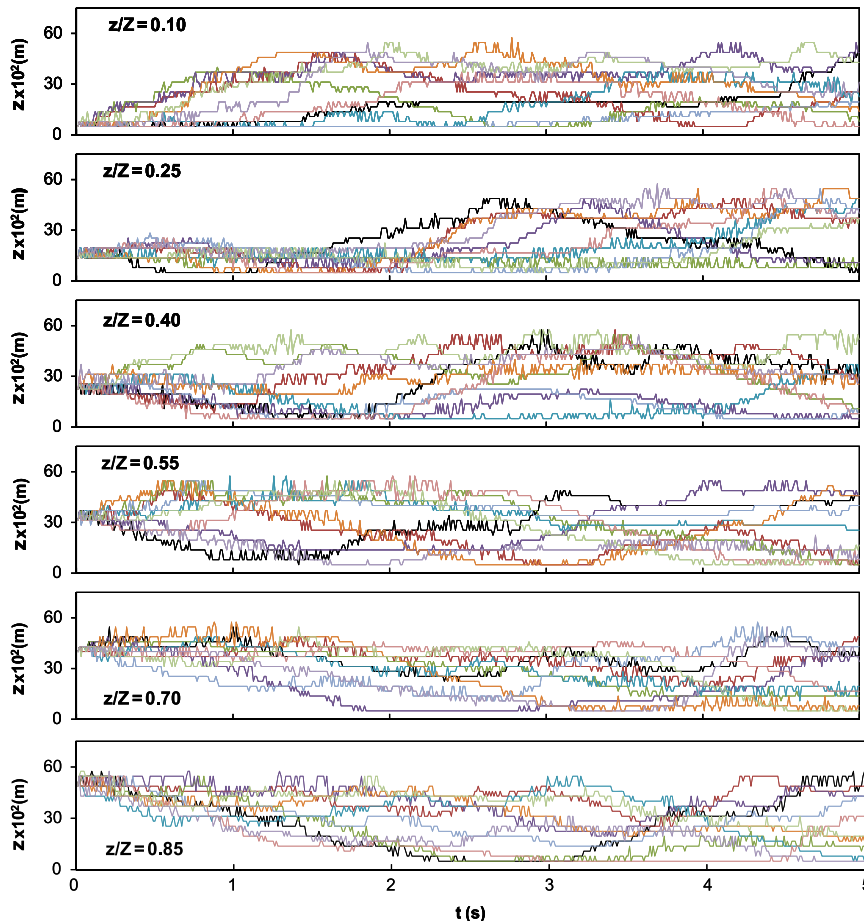 z/Z = 0.10
z x 10²(m)
60
30
0
z/Z = 0.25
z x 10²(m)
60
30
0
z/Z = 0.40
z x 10²(m)
60
30
0
z/Z = 0.55
z x 10²(m)
60
30
0
z/Z = 0.70
z x 10²(m)
60
30
0
z/Z = 0.85
z x 10²(m)
60
30
0
0 1 2 3 4 5
t (s)